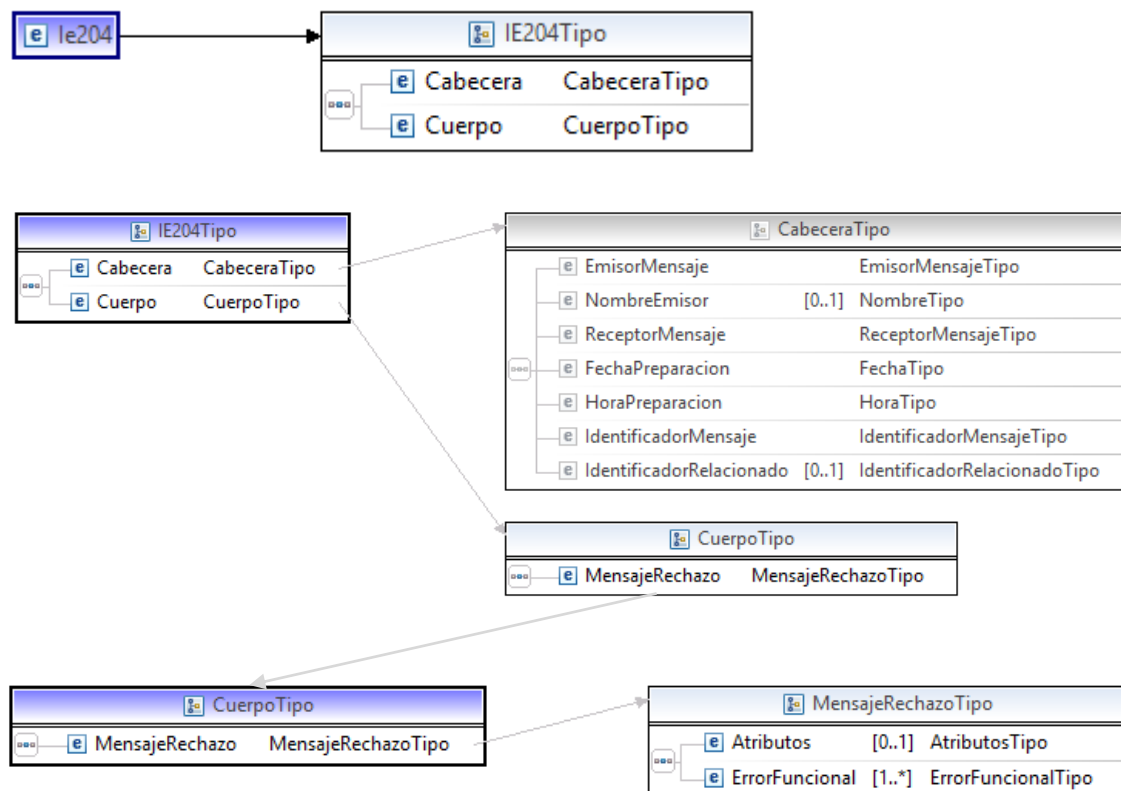 e Ie204
IE204Tipo
e Cabecera CabeceraTipo
e Cuerpo CuerpoTipo
IE204Tipo
e Cabecera CabeceraTipo
e Cuerpo CuerpoTipo
CabeceraTipo
e EmisorMensaje EmisorMensajeTipo
e NombreEmisor [0..1] NombreTipo
e ReceptorMensaje ReceptorMensajeTipo
e FechaPreparacion FechaTipo
e HoraPreparacion HoraTipo
e IdentificadorMensaje IdentificadorMensajeTipo
e IdentificadorRelacionado [0..1] IdentificadorRelacionadoTipo
CuerpoTipo
e MensajeRechazo MensajeRechazoTipo
CuerpoTipo
e MensajeRechazo MensajeRechazoTipo
MensajeRechazoTipo
e Atributos [0..1] AtributosTipo
e ErrorFuncional [1..*] ErrorFuncionalTipo